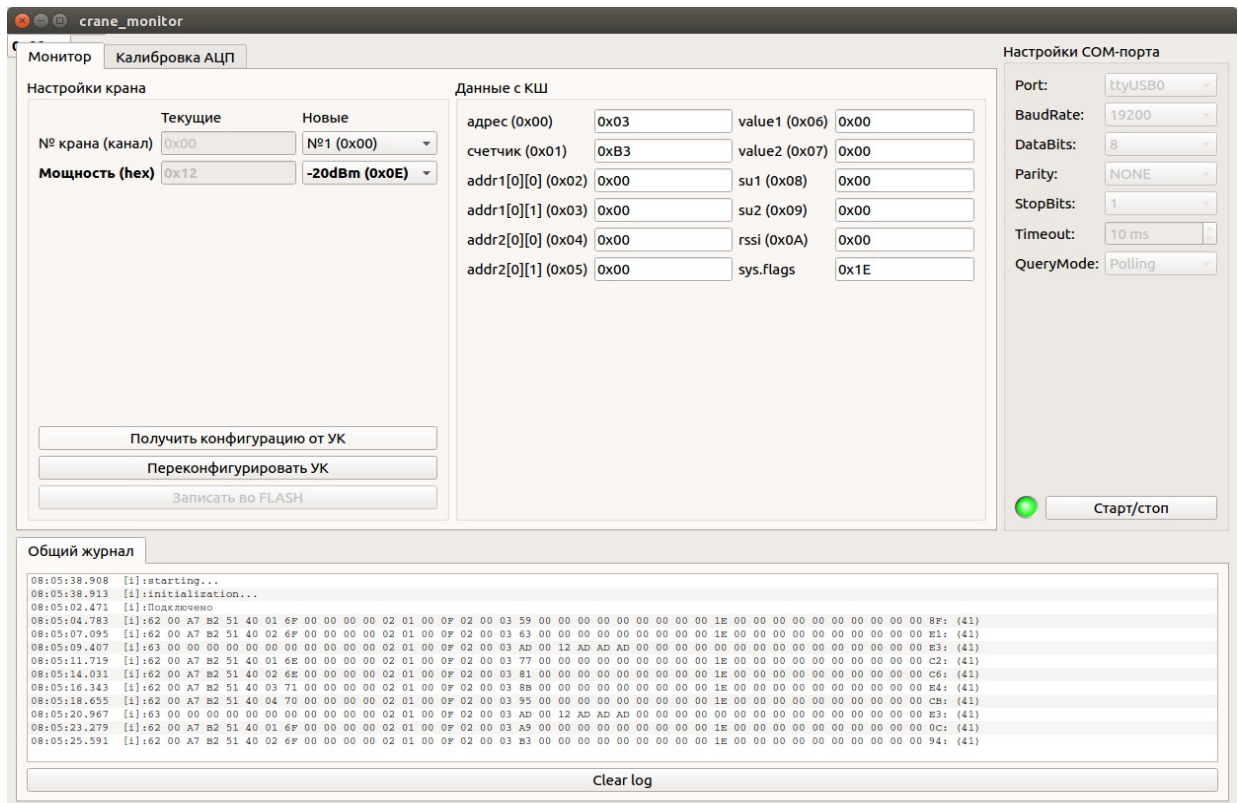 crane_monitor
Монитор Калибровка АЦП
Настройки крана
Текущие Новые
№ крана (канал) 0x00 №1 (0x00)
Мощность (hex) 0x12 -20dBm (0x0E)
Получить конфигурацию от УК
Переконфигурировать УК
Записать во FLASH
Данные с КШ
адрес (0x00) 0x03 value1 (0x06) 0x00
счетчик (0x01) 0xB3 value2 (0x07) 0x00
addr1[0][0] (0x02) 0x00 su1 (0x08) 0x00
addr1[0][1] (0x03) 0x00 su2 (0x09) 0x00
addr2[0][0] (0x04) 0x00 rssi (0x0A) 0x00
addr2[0][1] (0x05) 0x00 sys.flags 0x1E
Настройки COM-порта
Port: ttyUSB0
BaudRate: 19200
DataBits: 8
Parity: NONE
StopBits: 1
Timeout: 10 ms
QueryMode: Polling
Старт/стоп
Общий журнал
08:05:38.908 [i]:starting...
08:05:38.913 [i]:initialization...
08:05:02.471 [i]:Подключено
08:05:04.783 [i]:62 00 A7 B2 51 40 01 6F 00 00 00 00 02 01 00 0F 02 00 03 59 00 00 00 00 00 00 00 00 00 1E 00 00 00 00 00 00 00 00 00 00 8F: (41)
08:05:07.095 [i]:62 00 A7 B2 51 40 02 6F 00 00 00 00 02 01 00 0F 02 00 03 63 00 00 00 00 00 00 00 00 00 1E 00 00 00 00 00 00 00 00 00 00 E1: (41)
08:05:09.407 [i]:63 00 00 00 00 00 00 00 00 00 00 00 02 01 00 0F 02 00 03 AD 00 12 AD AD AD 00 00 00 00 00 00 00 00 00 00 00 00 00 00 00 E3: (41)
08:05:11.719 [i]:62 00 A7 B2 51 40 01 6E 00 00 00 00 02 01 00 0F 02 00 03 77 00 00 00 00 00 00 00 00 00 1E 00 00 00 00 00 00 00 00 00 00 C2: (41)
08:05:14.031 [i]:62 00 A7 B2 51 40 02 6E 00 00 00 00 02 01 00 0F 02 00 03 81 00 00 00 00 00 00 00 00 00 1E 00 00 00 00 00 00 00 00 00 00 C6: (41)
08:05:16.343 [i]:62 00 A7 B2 51 40 03 71 00 00 00 00 02 01 00 0F 02 00 03 8B 00 00 00 00 00 00 00 00 00 1E 00 00 00 00 00 00 00 00 00 00 E4: (41)
08:05:18.655 [i]:62 00 A7 B2 51 40 04 70 00 00 00 00 02 01 00 0F 02 00 03 95 00 00 00 00 00 00 00 00 00 1E 00 00 00 00 00 00 00 00 00 00 CB: (41)
08:05:20.967 [i]:63 00 00 00 00 00 00 00 00 00 00 00 02 01 00 0F 02 00 03 AD 00 12 AD AD AD 00 00 00 00 00 00 00 00 00 00 00 00 00 00 00 E3: (41)
08:05:23.279 [i]:62 00 A7 B2 51 40 01 6F 00 00 00 00 02 01 00 0F 02 00 03 A9 00 00 00 00 00 00 00 00 00 1E 00 00 00 00 00 00 00 00 00 00 0C: (41)
08:05:25.591 [i]:62 00 A7 B2 51 40 02 6F 00 00 00 00 02 01 00 0F 02 00 03 B3 00 00 00 00 00 00 00 00 00 1E 00 00 00 00 00 00 00 00 00 00 94: (41)
Clear log